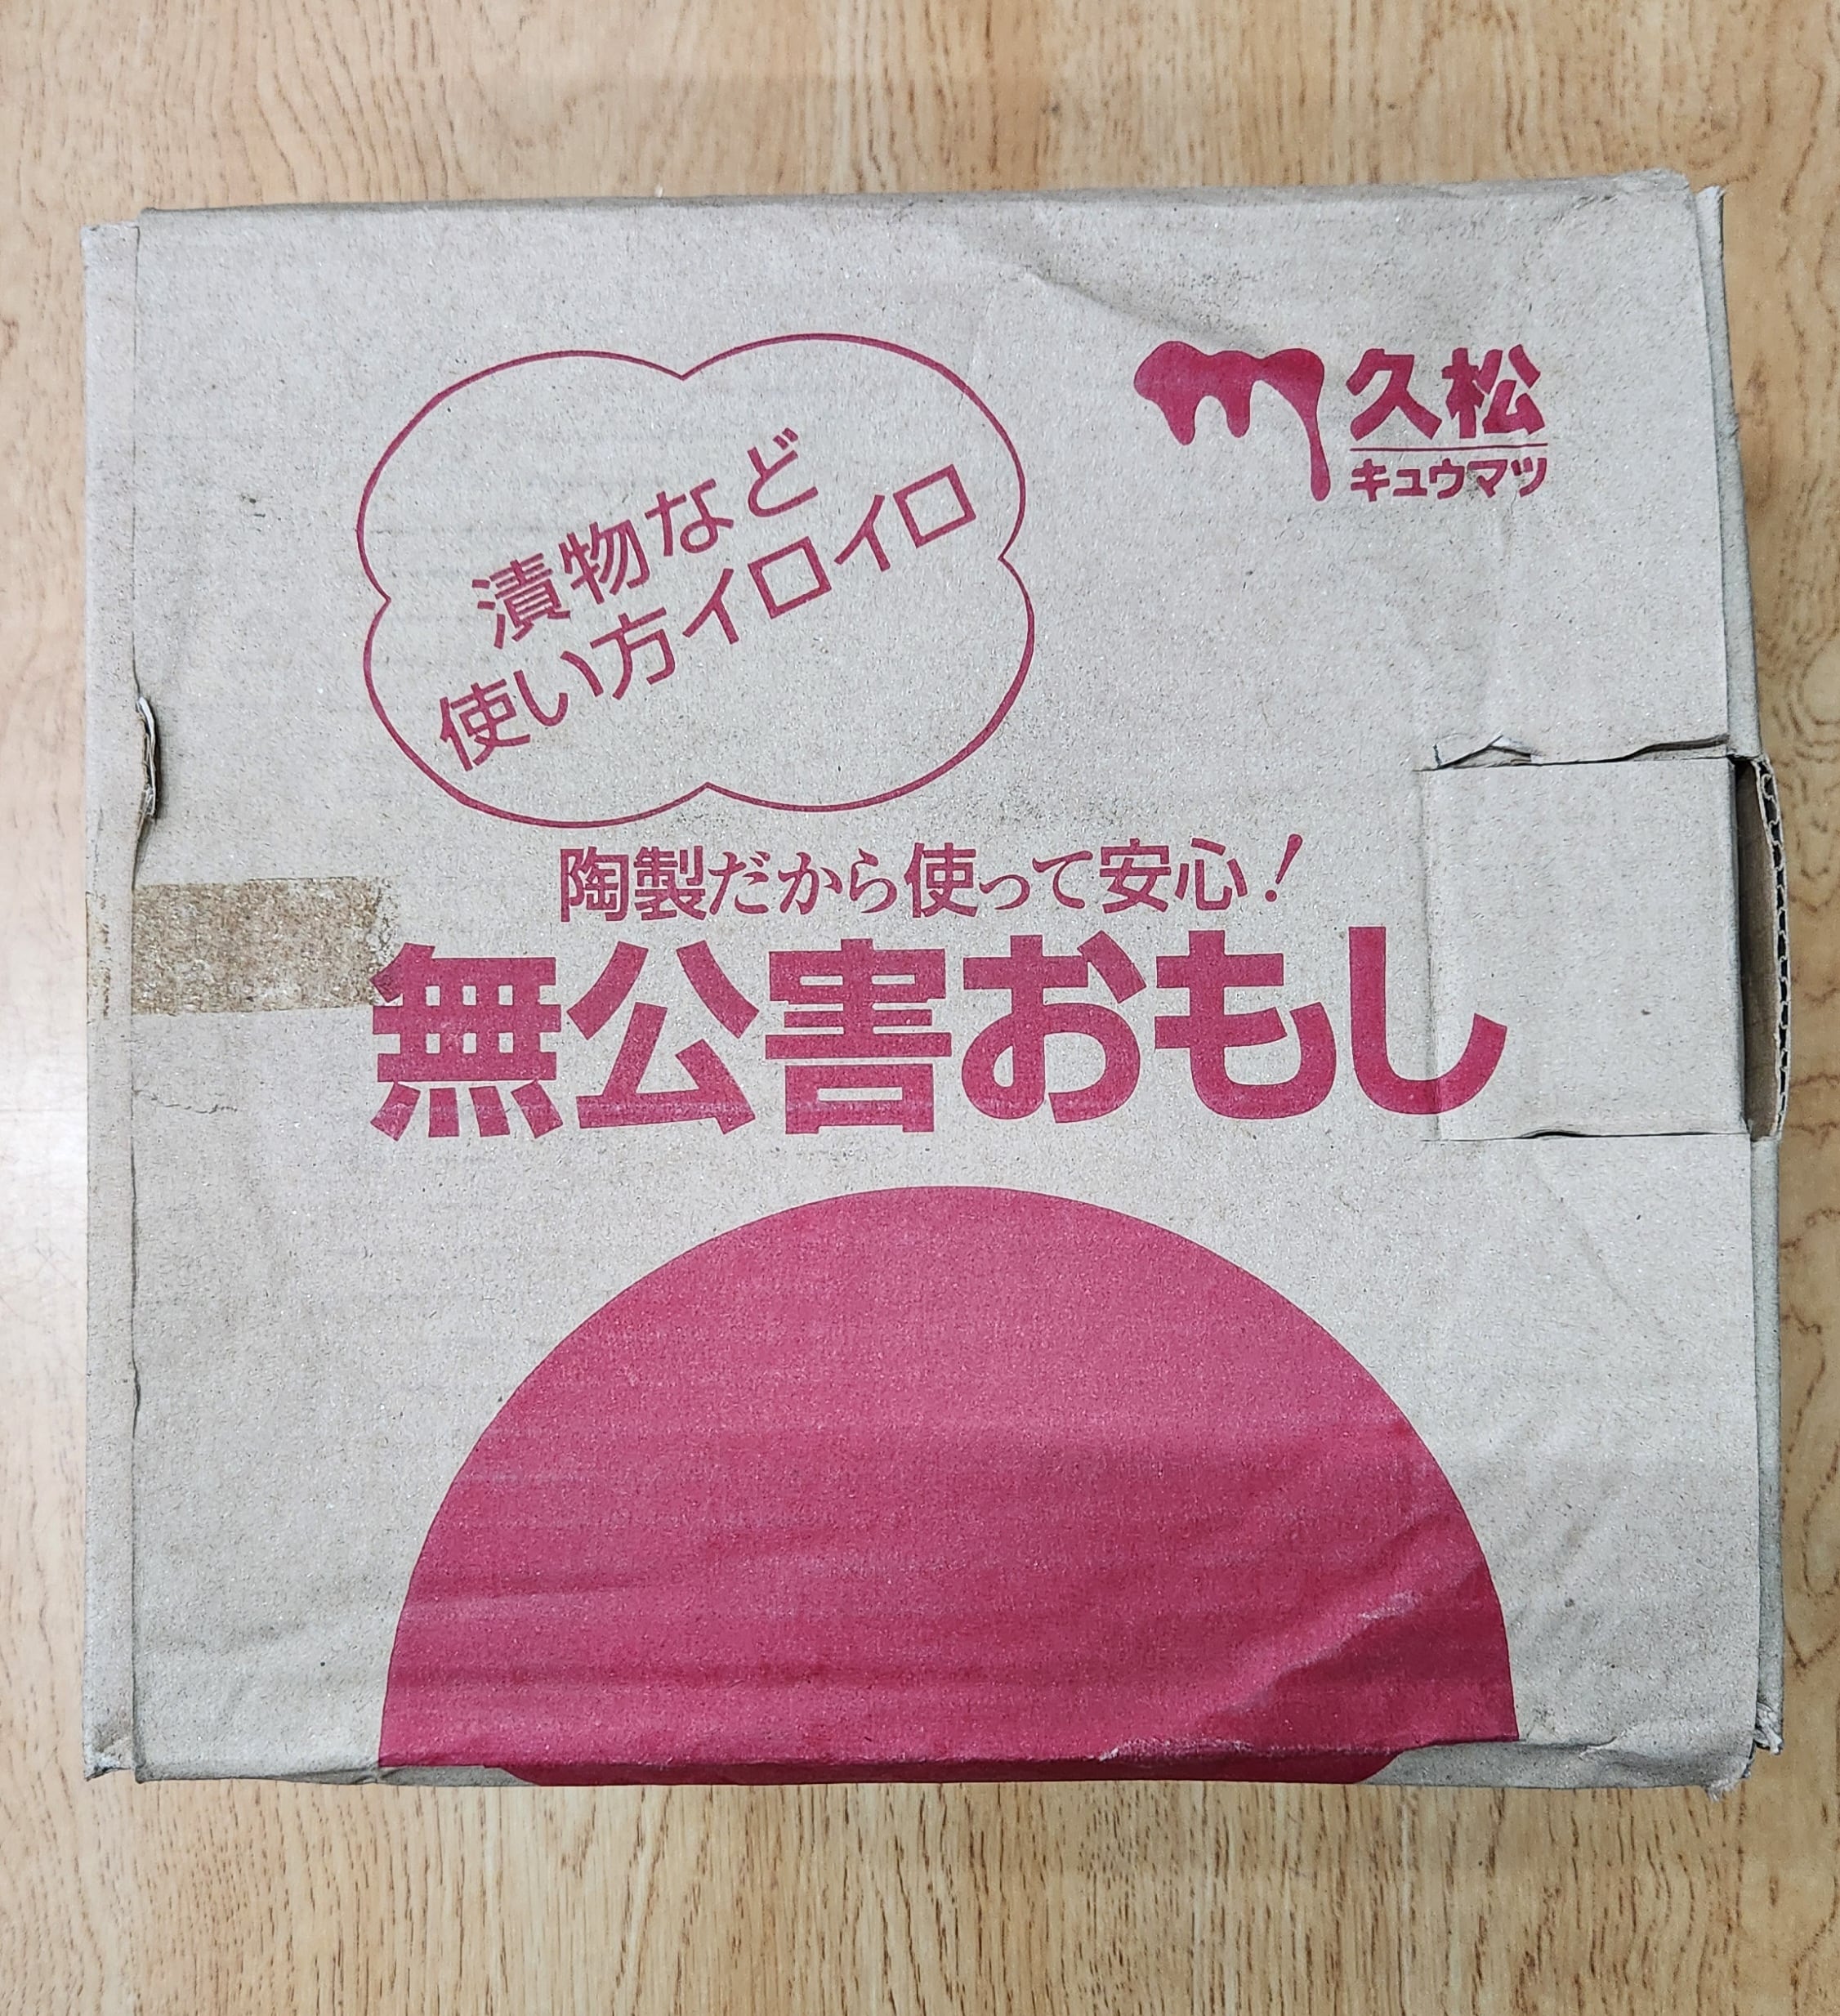 漬物など
使い方イロイロ
久松
キュウマツ
陶製だから使って安心！
無公害おもし